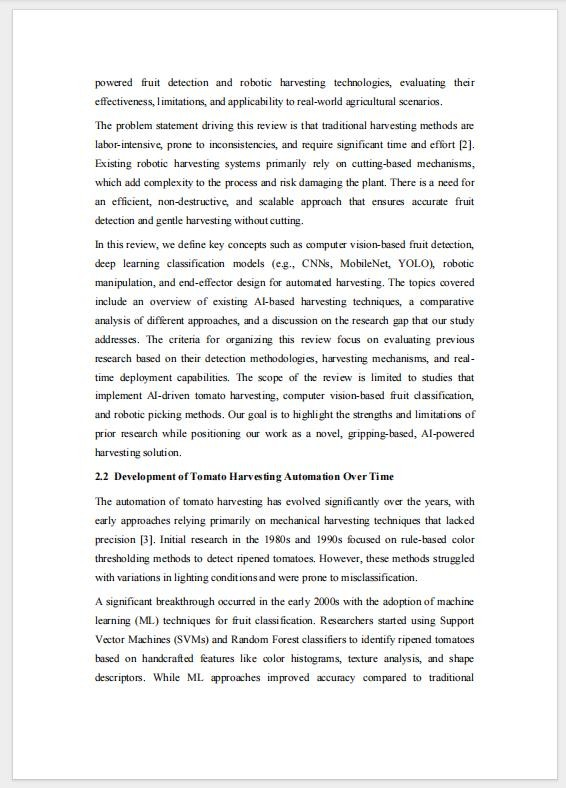 powered fruit detection and robotic harvesting technologies, evaluating their
effectiveness, limitations, and applicability to real-world agricultural scenarios.
The problem statement driving this review is that traditional harvesting methods are
labor-intensive, prone to inconsistencies, and require significant time and effort [2].
Existing robotic harvesting systems primarily rely on cutting-based mechanisms,
which add complexity to the process and risk damaging the plant. There is a need for
an efficient, non-destructive, and scalable approach that ensures accurate fruit
detection and gentle harvesting without cutting.
In this review, we define key concepts such as computer vision-based fruit detection,
deep learning classification models (e.g., CNNs, MobileNet, YOLO), robotic
manipulation, and end-effector design for automated harvesting. The topics covered
include an overview of existing AI-based harvesting techniques, a comparative
analysis of different approaches, and a discussion on the research gap that our study
addresses. The criteria for organizing this review focus on evaluating previous
research based on their detection methodologies, harvesting mechanisms, and real-
time deployment capabilities. The scope of the review is limited to studies that
implement AI-driven tomato harvesting, computer vision-based fruit classification,
and robotic picking methods. Our goal is to highlight the strengths and limitations of
prior research while positioning our work as a novel, gripping-based, AI-powered
harvesting solution.
2.2 Development of Tomato Harvesting Automation Over Time
The automation of tomato harvesting has evolved significantly over the years, with
early approaches relying primarily on mechanical harvesting techniques that lacked
precision [3]. Initial research in the 1980s and 1990s focused on rule-based color
thresholding methods to detect ripened tomatoes. However, these methods struggled
with variations in lighting conditions and were prone to misclassification.
A significant breakthrough occurred in the early 2000s with the adoption of machine
learning (ML) techniques for fruit classification. Researchers started using Support
Vector Machines (SVMs) and Random Forest classifiers to identify ripened tomatoes
based on handcrafted features like color histograms, texture analysis, and shape
descriptors. While ML approaches improved accuracy compared to traditional